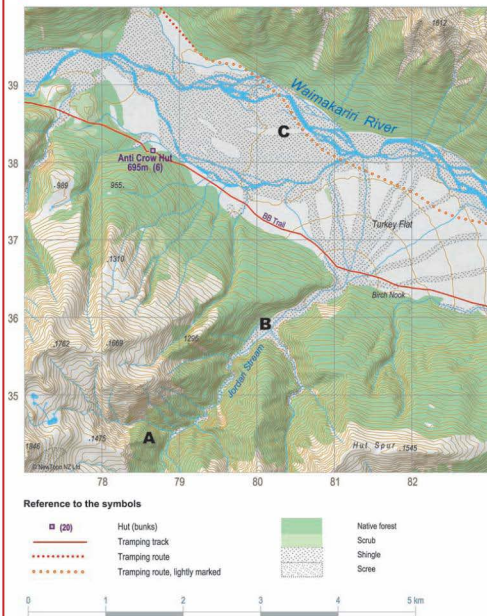 1812
39
Waimakariri River
C
38
Anti Crow Hut
695m (6)
989
955
BB Trail
Turkey Flat
37
1310
Birch Nook
36
B
1762
1669
1295
Jordan Stream
35
A
1475
1846
Hut Spur
1545
© NewTopo NZ Ltd
78
79
80
81
82
Reference to the symbols
(20) Hut (bunks)
Tramping track
Tramping route
Tramping route, lightly marked
Native forest
Scrub
Shingle
Scree
0 1 2 3 4 5 km